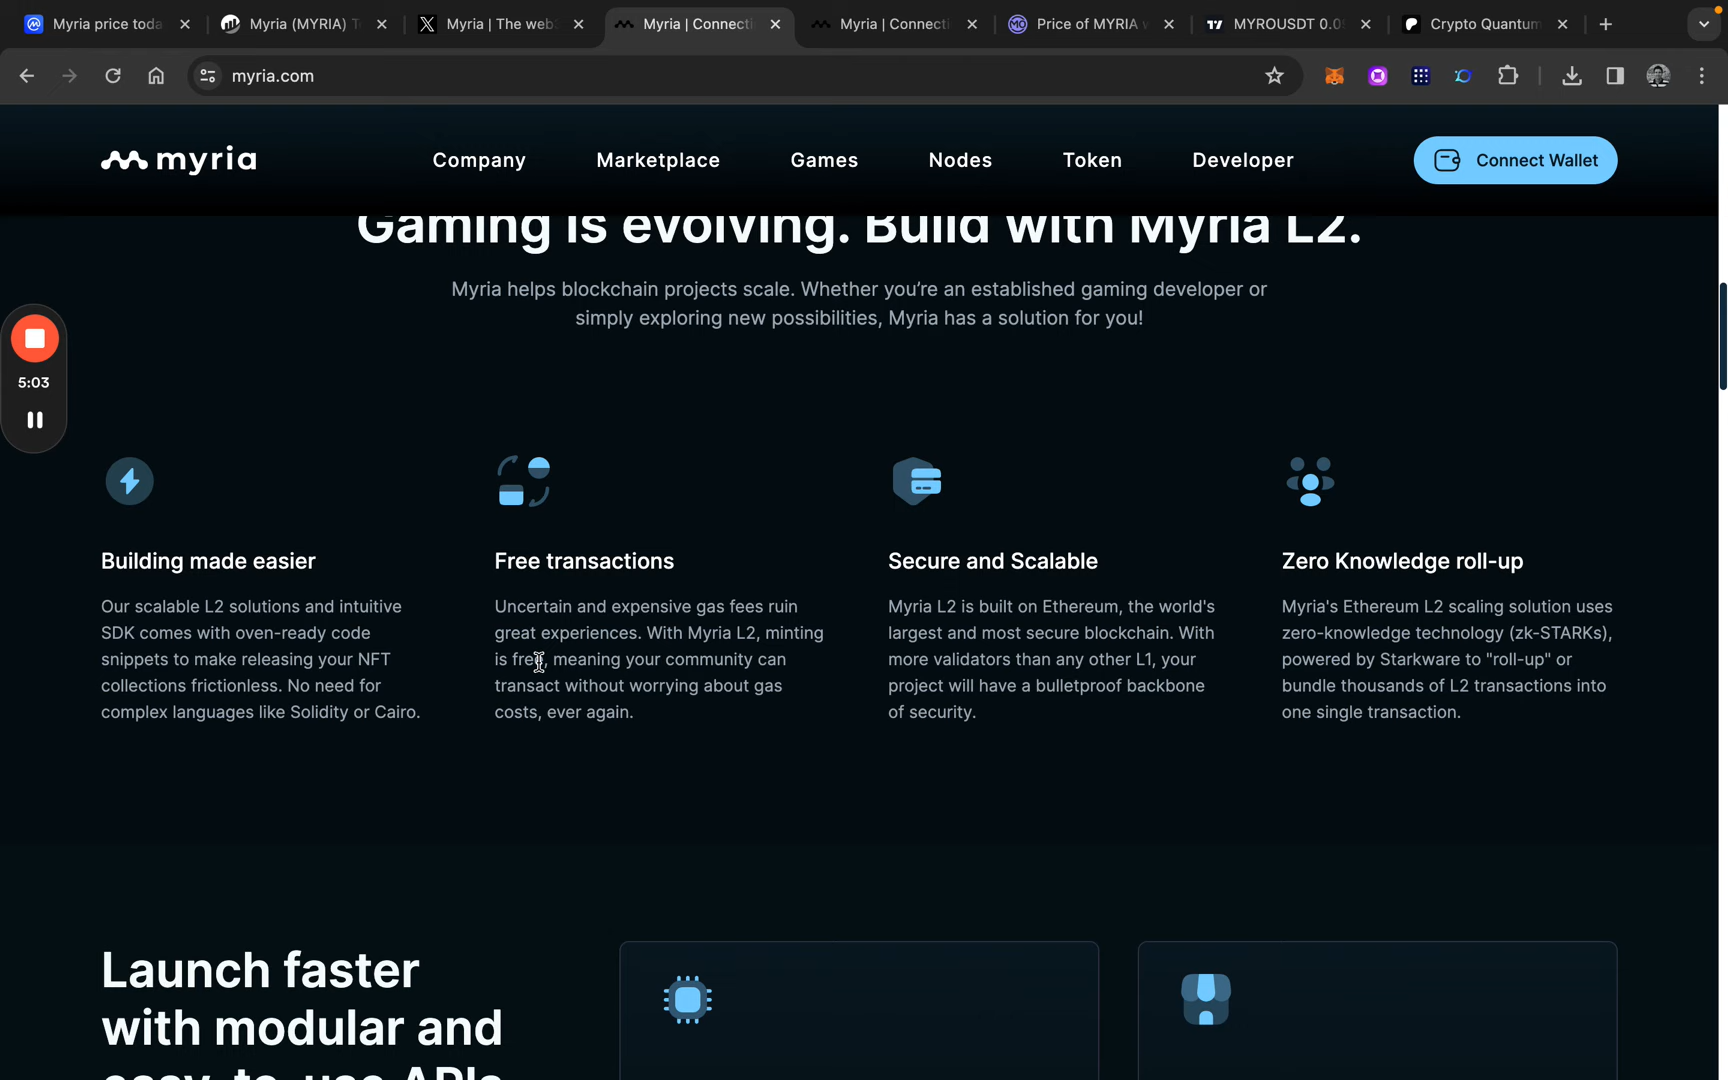 Myria price toda
Myria (MYRIA) T
Myria | The web
Myria | Connecti
Myria | Connecti
Price of MYRIA
MYROUSDT 0.0
Crypto Quantum
myria.com
myria
Company
Marketplace
Games
Nodes
Token
Developer
Connect Wallet
Gaming is evolving. Build with Myria L2.
Myria helps blockchain projects scale. Whether you're an established gaming developer or
simply exploring new possibilities, Myria has a solution for you!
5:03
Building made easier
Our scalable L2 solutions and intuitive
SDK comes with oven-ready code
snippets to make releasing your NFT
collections frictionless. No need for
complex languages like Solidity or Cairo.
Free transactions
Uncertain and expensive gas fees ruin
great experiences. With Myria L2, minting
is free, meaning your community can
transact without worrying about gas
costs, ever again.
Secure and Scalable
Myria L2 is built on Ethereum, the world's
largest and most secure blockchain. With
more validators than any other L1, your
project will have a bulletproof backbone
of security.
Zero Knowledge roll-up
Myria's Ethereum L2 scaling solution uses
zero-knowledge technology (zk-STARKs),
powered by Starkware to "roll-up" or
bundle thousands of L2 transactions into
one single transaction.
Launch faster
with modular and
easy-to-use APIs